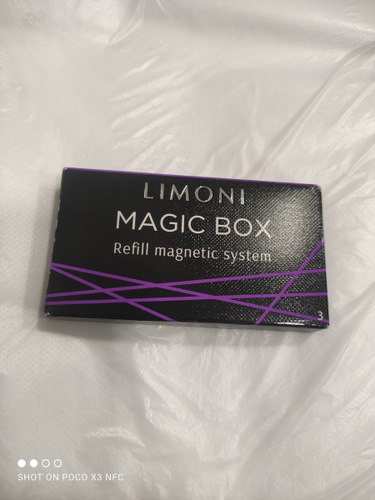 LIMONI
MAGIC BOX
Refill magnetic system
3
SHOT ON POCO X3 NFC